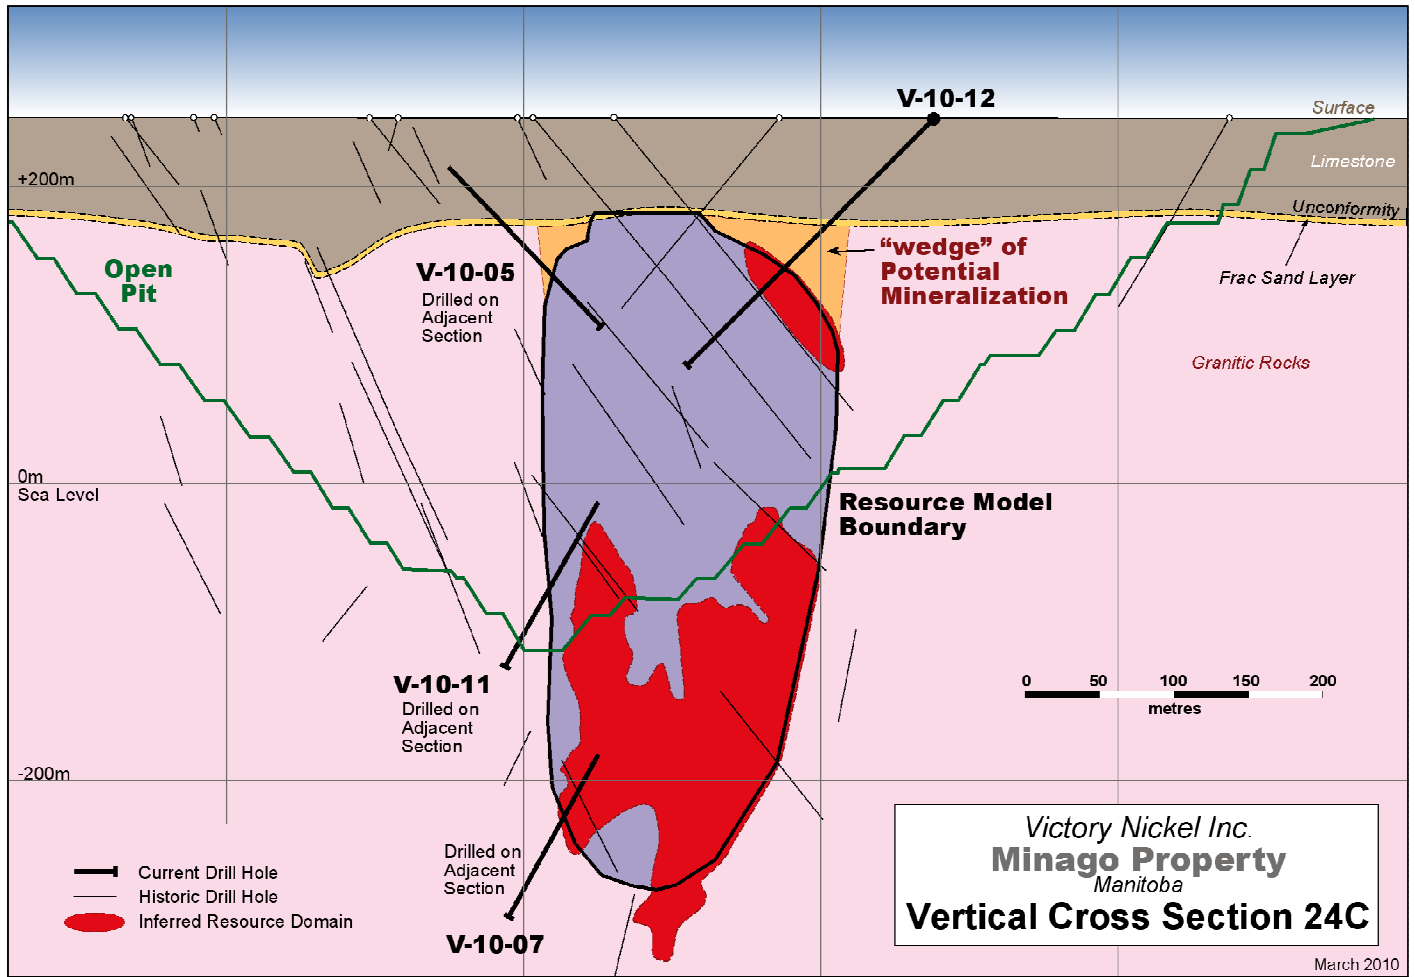 V-10-12
Surface
Limestone
+200m
Unconformity
Open
Pit
V-10-05
Drilled on
Adjacent
Section
“wedge” of
Potential
Mineralization
Frac Sand Layer
Granitic Rocks
0m
Sea Level
Resource Model
Boundary
V-10-11
Drilled on
Adjacent
Section
0 50 100 150 200
metres
-200m
Drilled on
Adjacent
Section
V-10-07
Current Drill Hole
Historic Drill Hole
Inferred Resource Domain
Victory Nickel Inc.
Minago Property
Manitoba
Vertical Cross Section 24C
March 2010